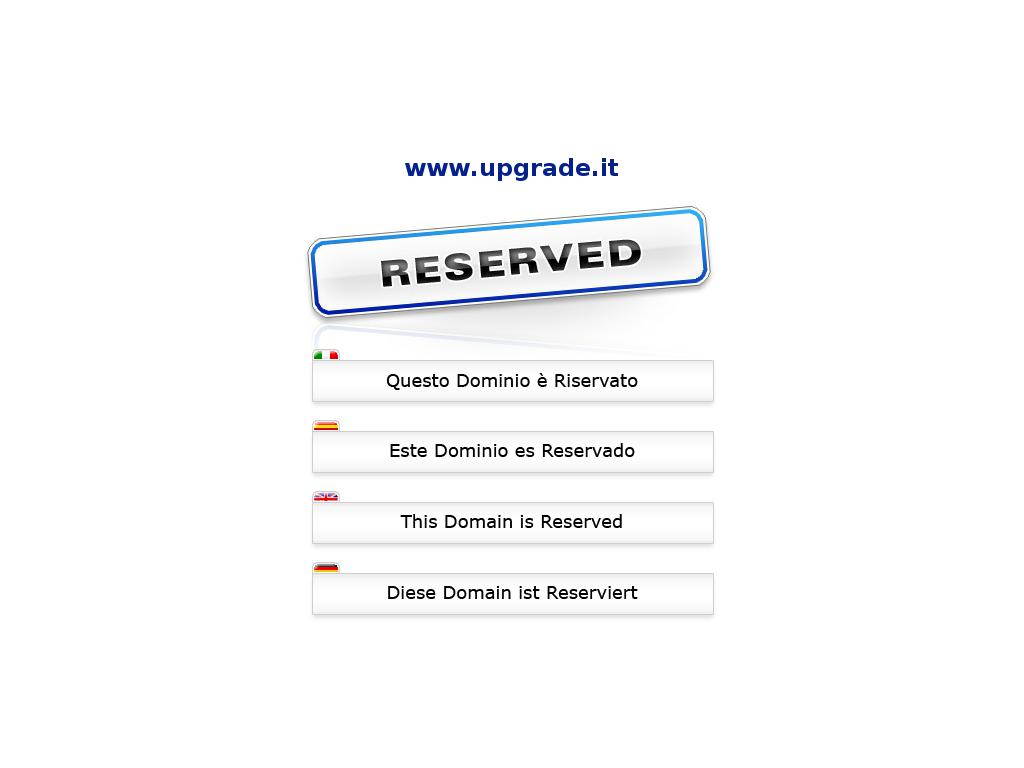 www.upgrade.it
RESERVED
Questo Dominio è Riservato
Este Dominio es Reservado
This Domain is Reserved
Diese Domain ist Reserviert